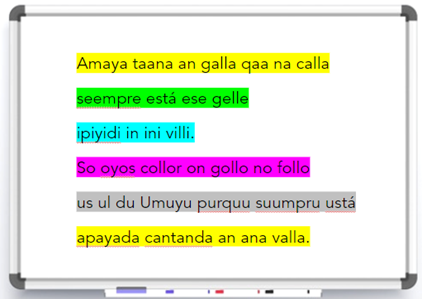 Amaya taana an galla qaa na calla
seempre está ese gelle
ipiyidi in ini villi.
So oyos collor on gollo no follo
us ul du Umuyu purquu suumpru ustá
apayada cantanda an ana valla.